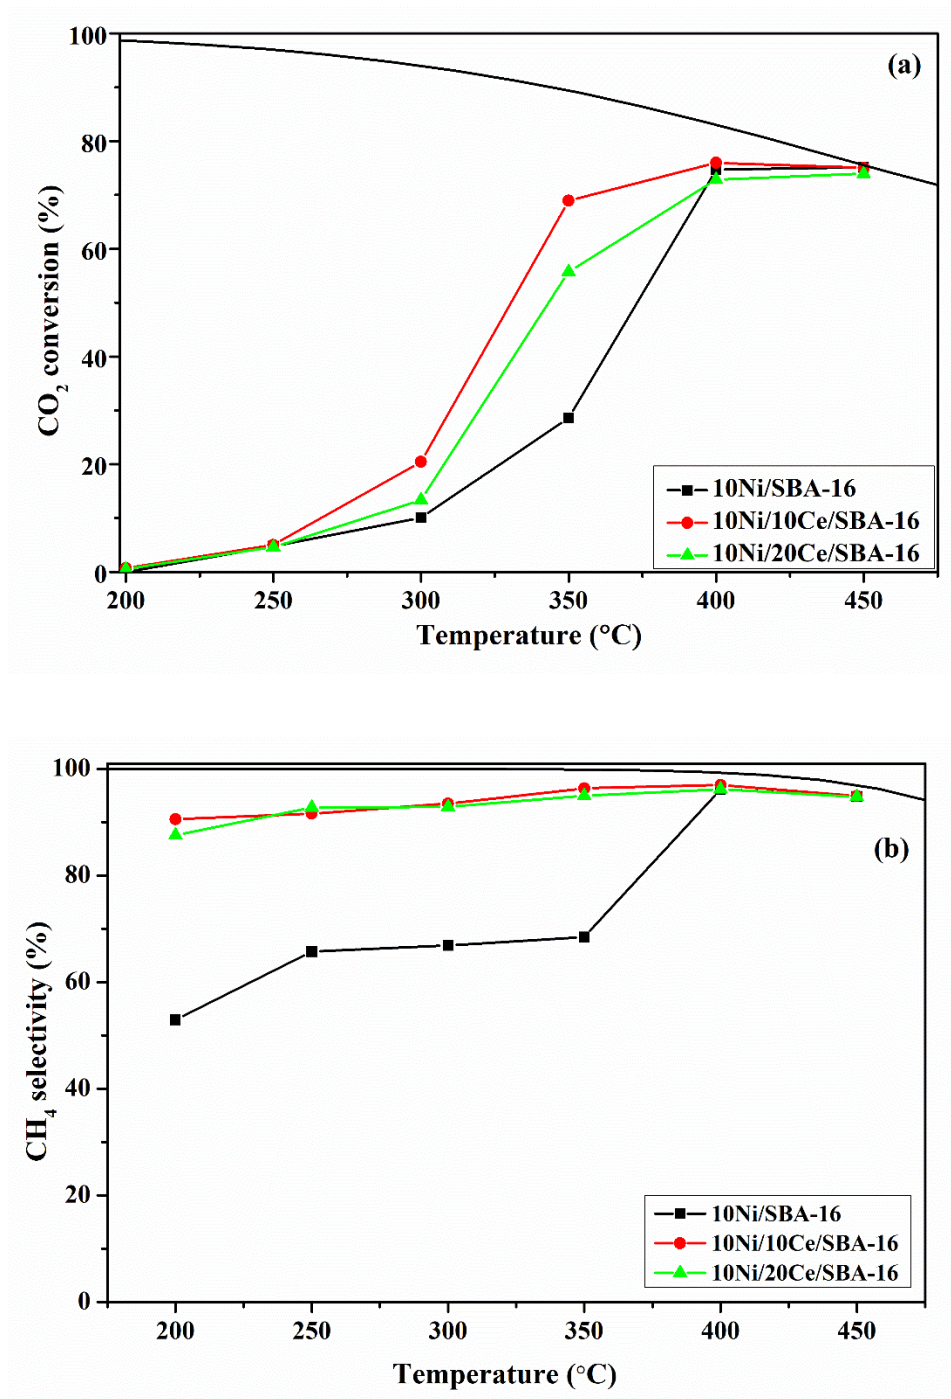 (a)
CO2 conversion (%)
100
80
60
40
20
0
10Ni/SBA-16
10Ni/10Ce/SBA-16
10Ni/20Ce/SBA-16
200 250 300 350 400 450
Temperature (°C)
(b)
CH4 selectivity (%)
100
80
60
40
20
0
10Ni/SBA-16
10Ni/10Ce/SBA-16
10Ni/20Ce/SBA-16
200 250 300 350 400 450
Temperature (°C)